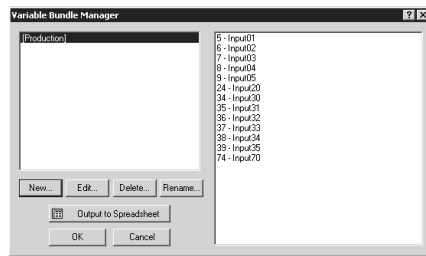 Variable Bundle Manager
[Production]
5 - Input01
6 - Input02
7 - Input03
8 - Input04
9 - Input05
24 - Input20
34 - Input30
35 - Input31
36 - Input32
37 - Input33
38 - Input34
39 - Input35
74 - Input70
New... Edit... Delete... Rename...
Output to Spreadsheet
OK Cancel